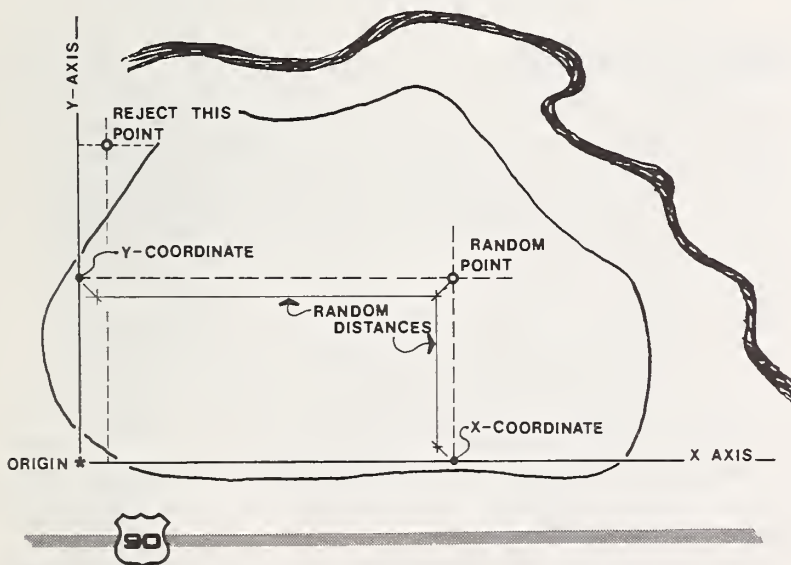 Y-AXIS
REJECT THIS
POINT
Y-COORDINATE
RANDOM
POINT
RANDOM
DISTANCES
X-COORDINATE
ORIGIN
X AXIS
90